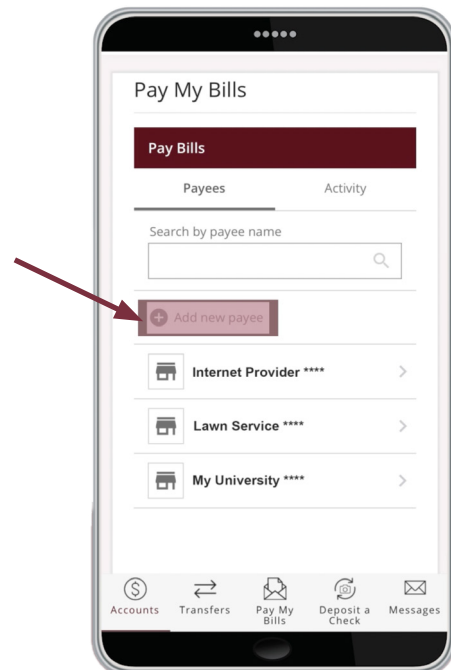 Pay My Bills
Pay Bills
Payees Activity
Search by payee name
Add new payee
Internet Provider ****
Lawn Service ****
My University ****
Accounts Transfers Pay My Bills Deposit a Check Messages